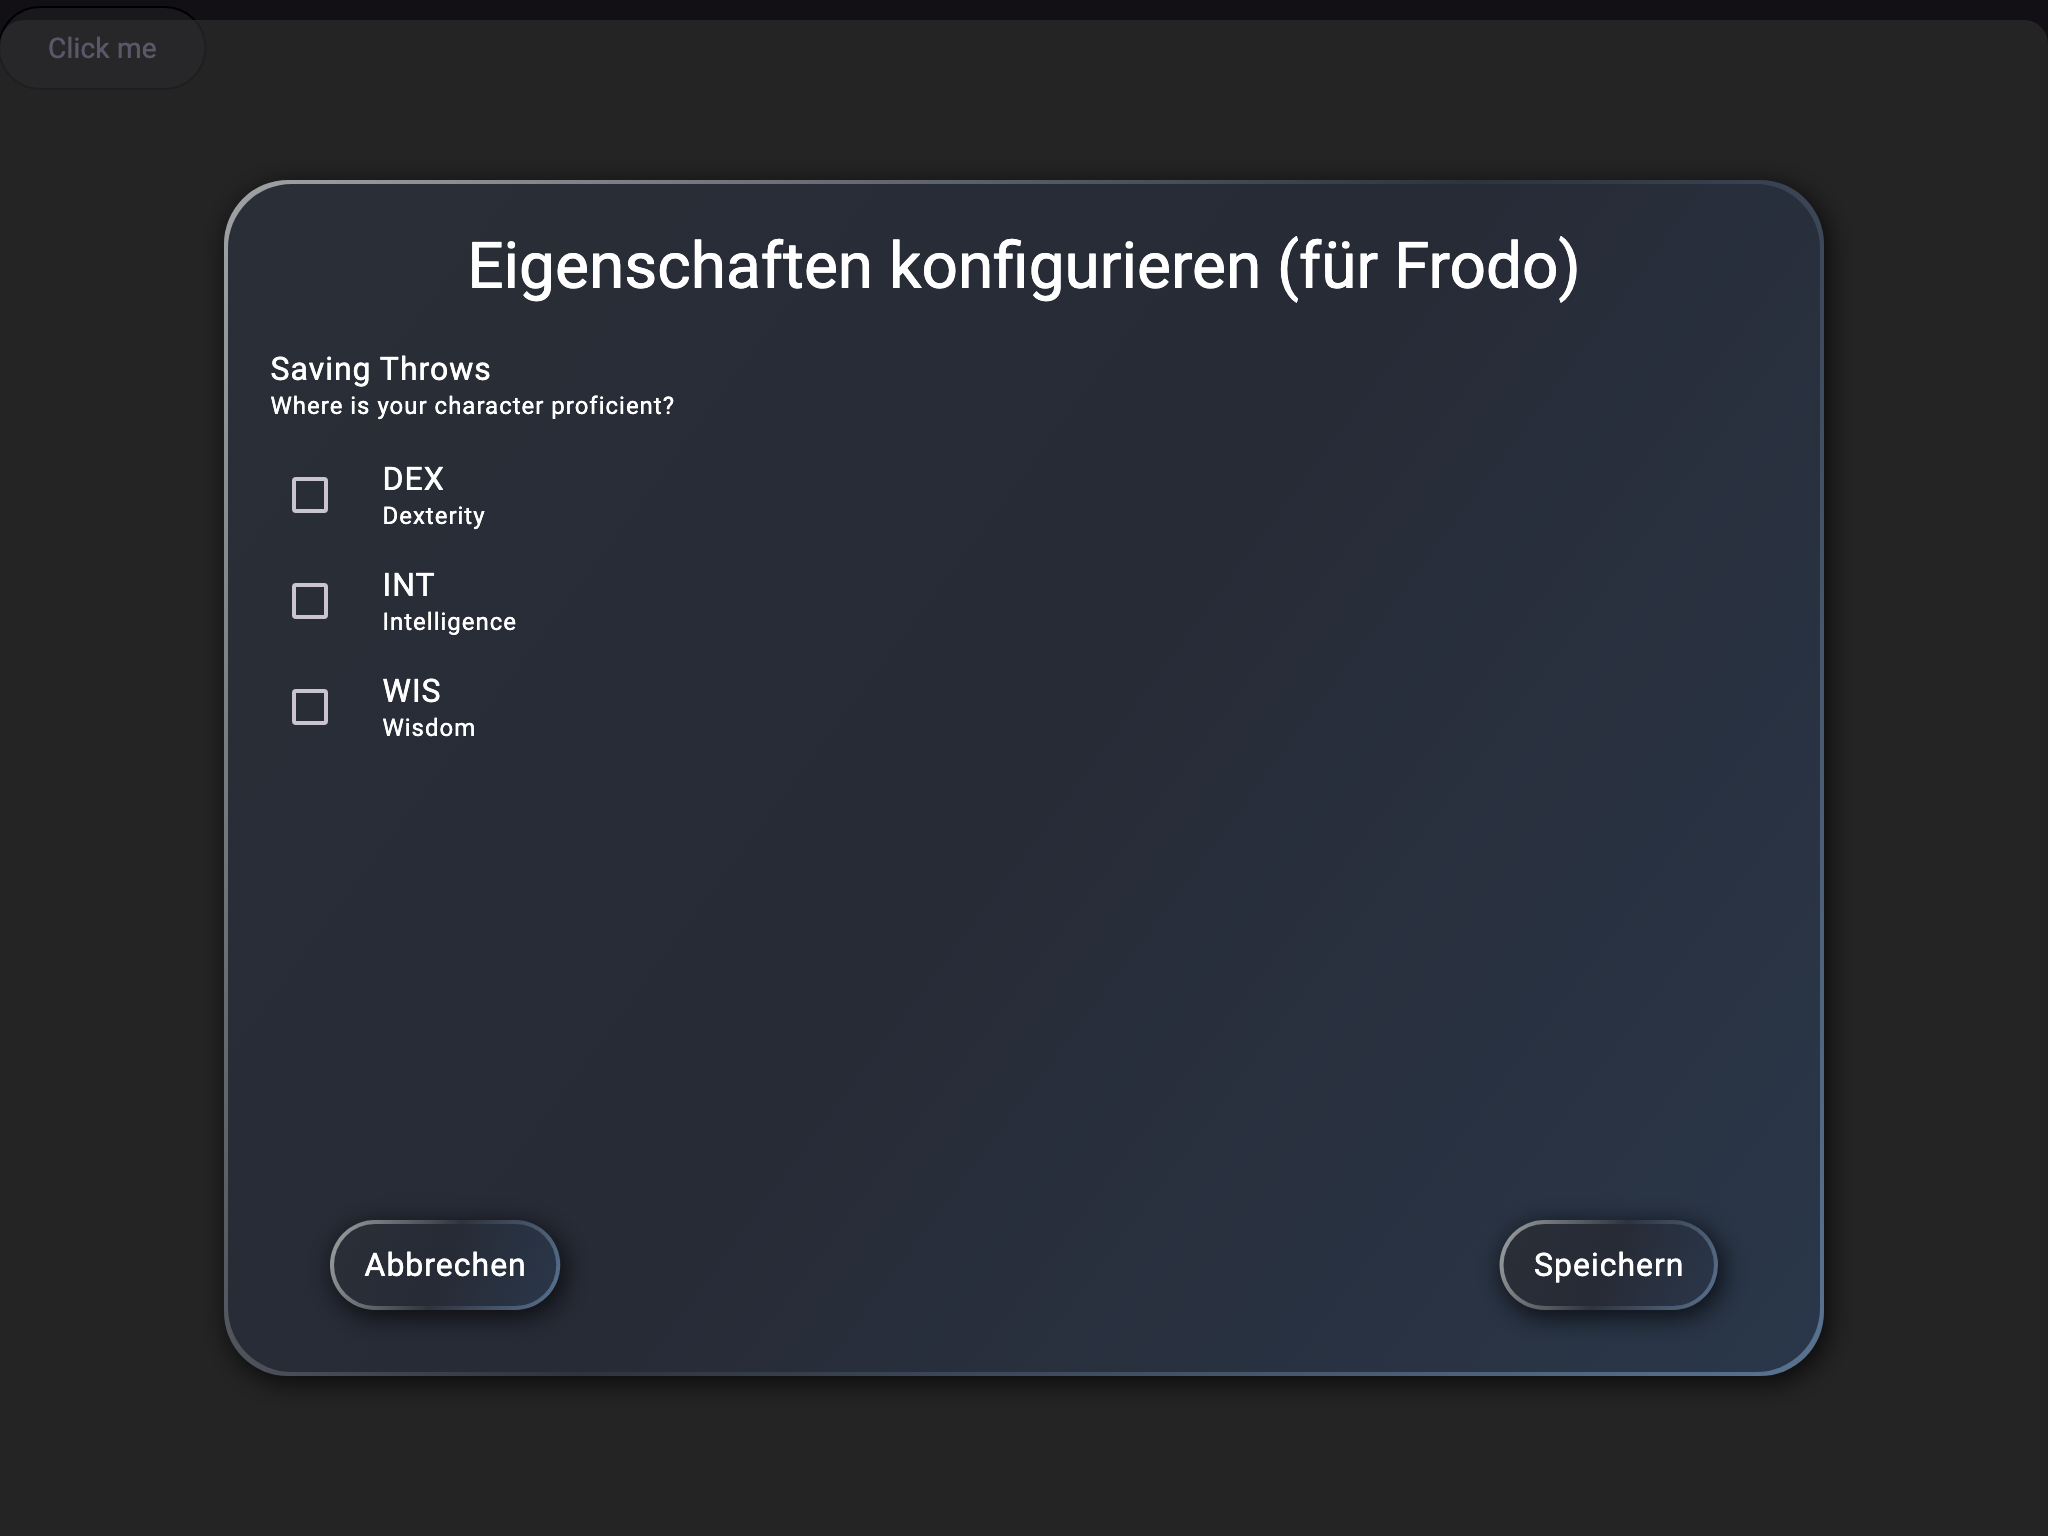 Click me
Eigenschaften konfigurieren (für Frodo)
Saving Throws
Where is your character proficient?
DEX
Dexterity
INT
Intelligence
WIS
Wisdom
Abbrechen
Speichern